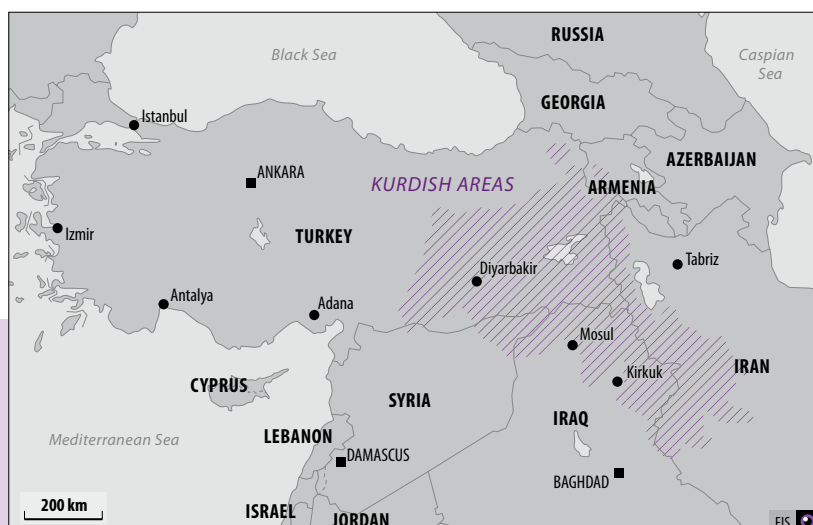 RUSSIA
Black Sea
Caspian
Sea
GEORGIA
Istanbul
AZERBAIJAN
ANKARA
KURDISH AREAS
ARMENIA
Izmir
TURKEY
Diyarbakir
Tabriz
Antalya
Adana
Mosul
IRAN
Kirkuk
CYPRUS
SYRIA
IRAQ
LEBANON
Mediterranean Sea
DAMASCUS
BAGHDAD
200 km
ISRAEL
JORDAN